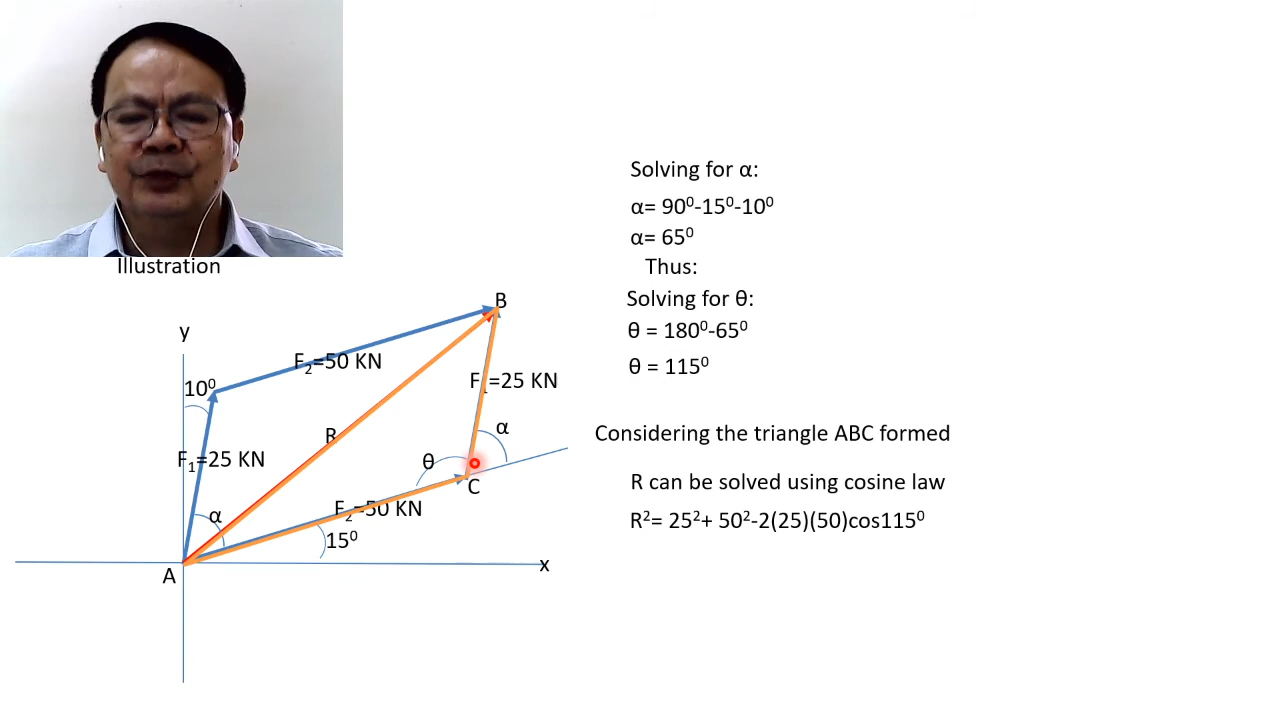 Illustration
y
B
10⁰
F₂=50 KN
F₁=25 KN
R
F₁=25 KN
α
θ
C
α
F₂=50 KN
15⁰
A
x
Solving for α:
α= 90⁰-15⁰-10⁰
α= 65⁰
Thus:
Solving for θ:
θ = 180⁰-65⁰
θ = 115⁰
Considering the triangle ABC formed
R can be solved using cosine law
R²= 25²+ 50²-2(25)(50)cos115⁰